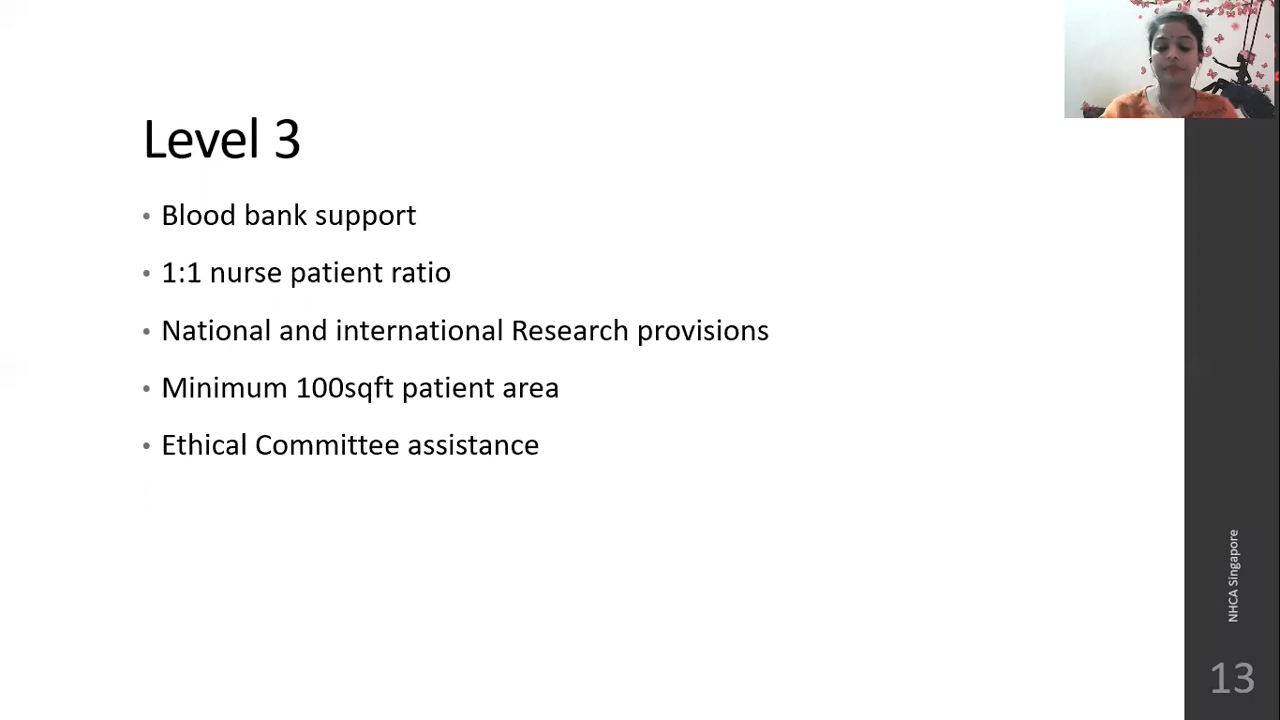 Level 3
• Blood bank support
• 1:1 nurse patient ratio
• National and international Research provisions
• Minimum 100sqft patient area
• Ethical Committee assistance
NHCA Singapore
13